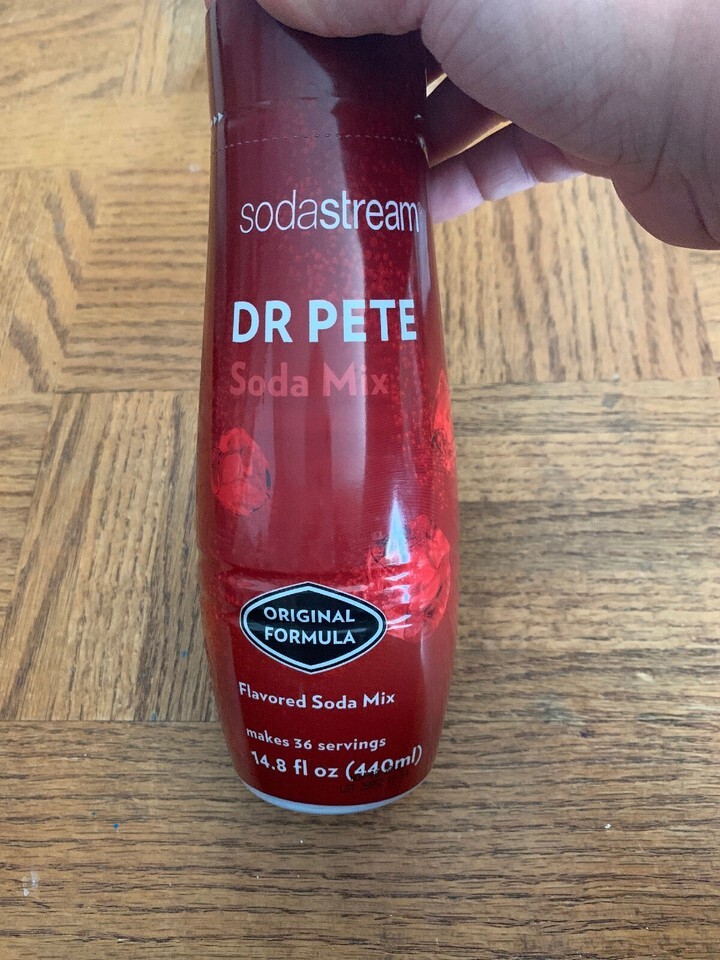 sodastream
DR PETE
Soda Mix
ORIGINAL
FORMULA
Flavored Soda Mix
makes 36 servings
14.8 fl oz (440ml)